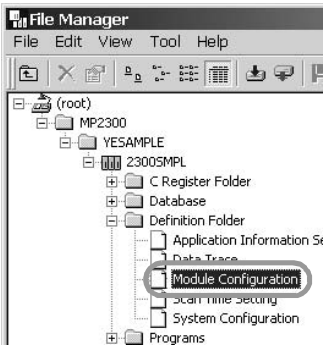 File Manager
File Edit View Tool Help
(root)
MP2300
YESAMPLE
2300SMPL
C Register Folder
Database
Definition Folder
Application Information Se
Data Trace
Module Configuration
Scan Time Setting
System Configuration
Programs